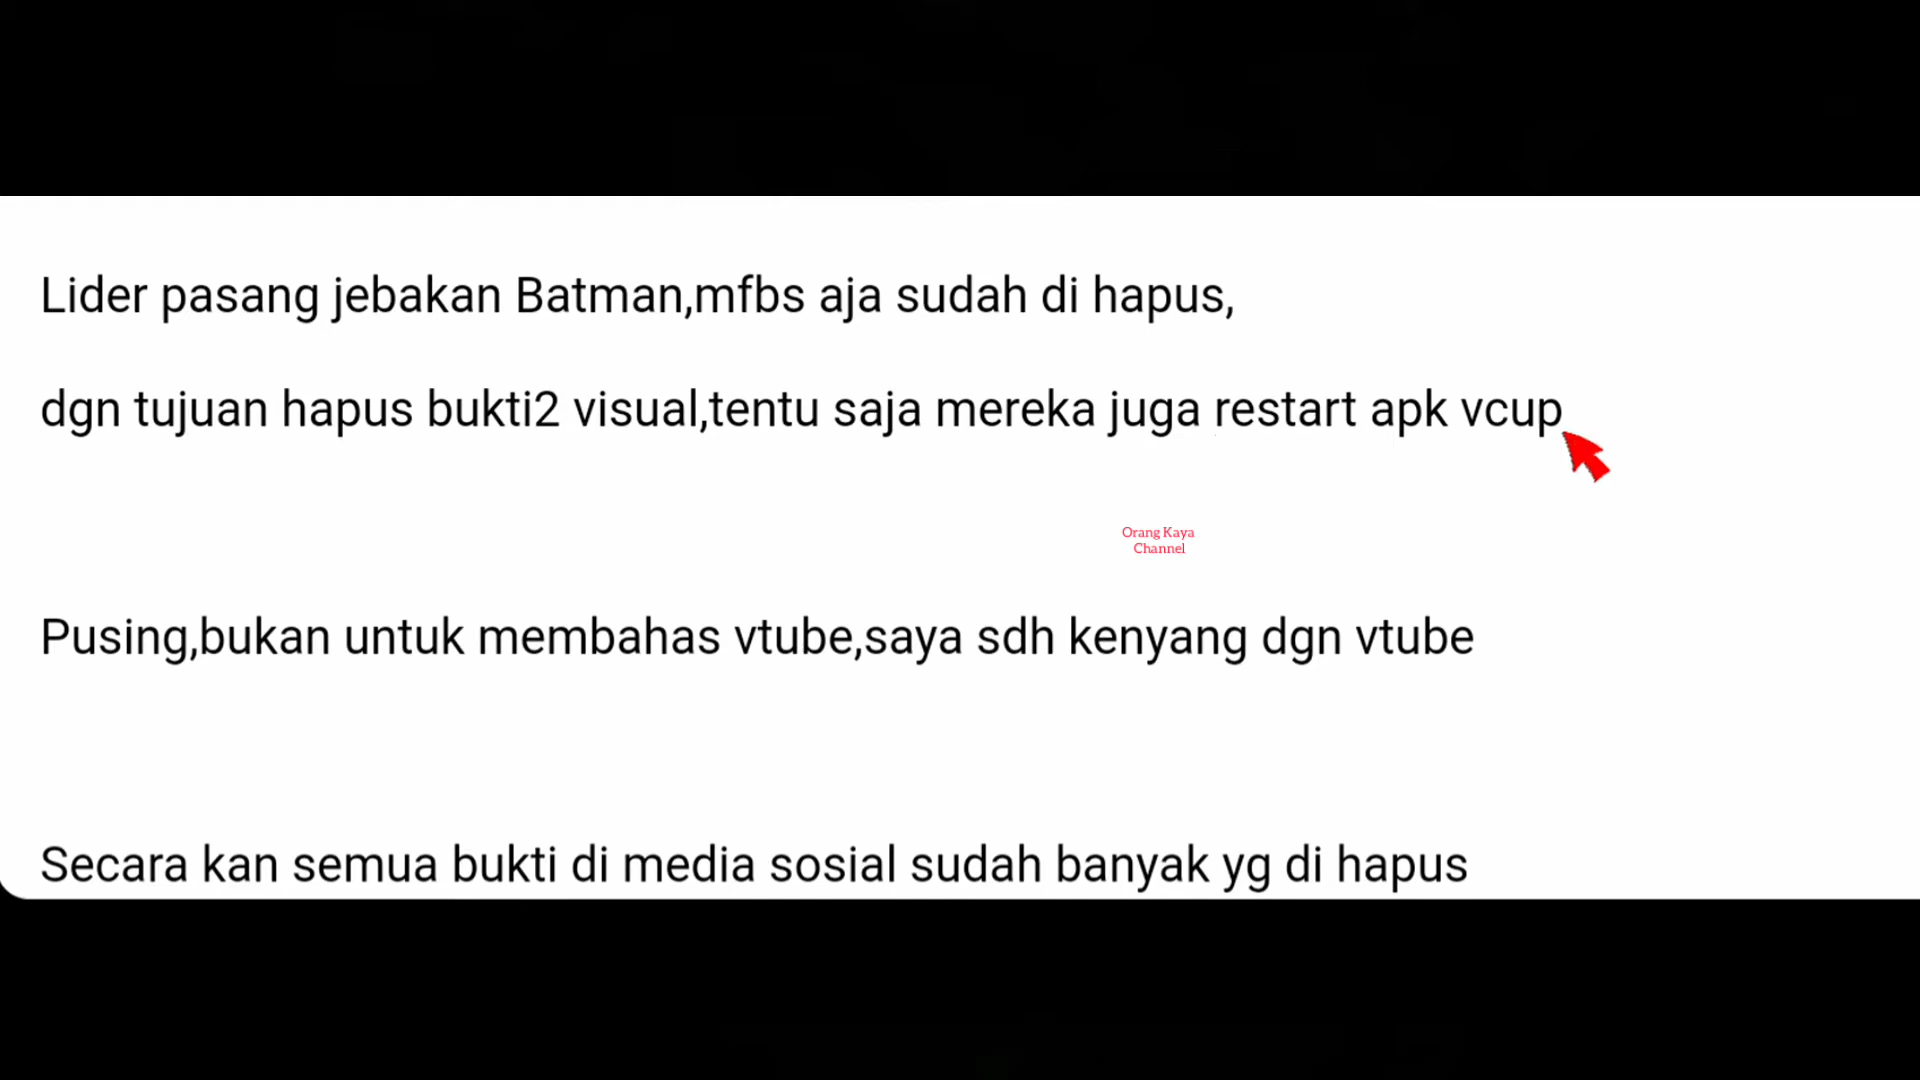 Lider pasang jebakan Batman,mfbs aja sudah di hapus,
dgn tujuan hapus bukti2 visual,tentu saja mereka juga restart apk vcup
Orang Kaya
Channel
Pusing,bukan untuk membahas vtube,saya sdh kenyang dgn vtube
Secara kan semua bukti di media sosial sudah banyak yg di hapus